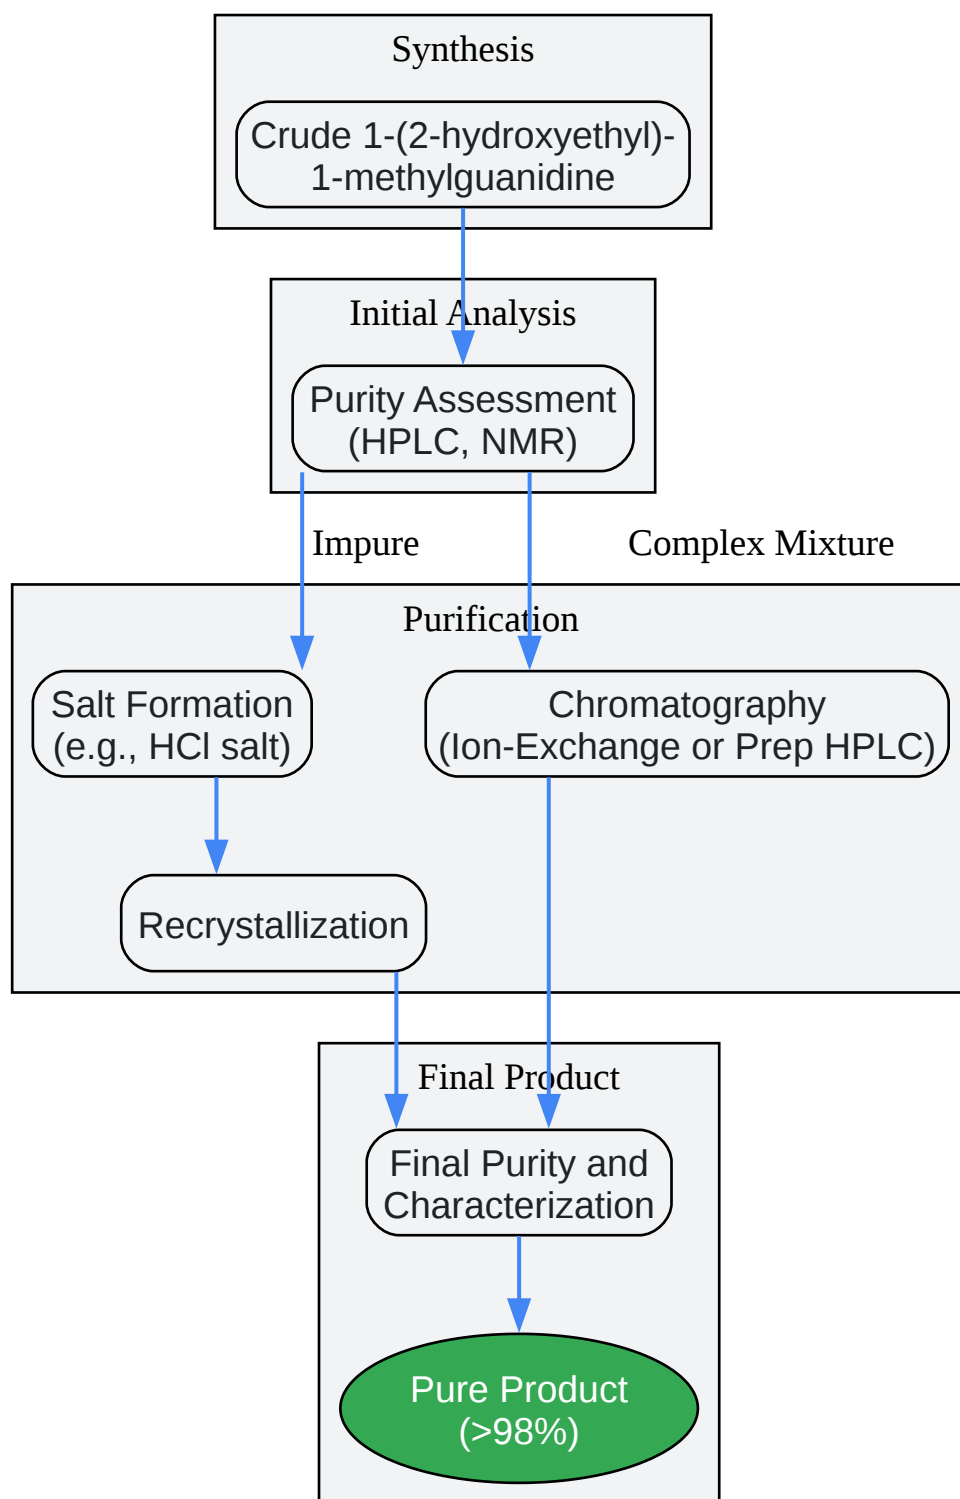 Synthesis
Crude 1-(2-hydroxyethyl)-
1-methylguanidine
Initial Analysis
Purity Assessment
(HPLC, NMR)
Impure
Complex Mixture
Purification
Salt Formation
(e.g., HCl salt)
Chromatography
(Ion-Exchange or Prep HPLC)
Recrystallization
Final Product
Final Purity and
Characterization
Pure Product
(>98%)